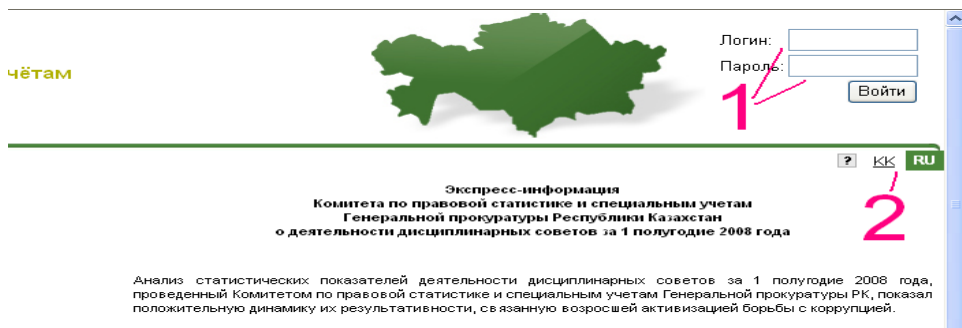 Логин:
чётам
Пароль:
Войти
1
? KK RU
2
Экспресс-информация
Комитета по правовой статистике и специальным учетам
Генеральной прокуратуры Республики Казахстан
о деятельности дисциплинарных советов за 1 полугодие 2008 года
Анализ статистических показателей деятельности дисциплинарных советов за 1 полугодие 2008 года,
проведенный Комитетом по правовой статистике и специальным учетам Генеральной прокуратуры РК, показал
положительную динамику их результативности, связанную возросшей активизацией борьбы с коррупцией.